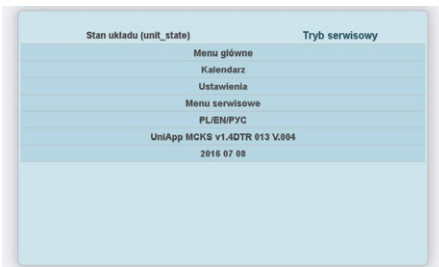 Stan układu (unit_state) Tryb serwisowy
Menu główne
Kalendarz
Ustawienia
Menu serwisowe
PL/EN/РУС
UniApp MCKS v1.4DTR 013 V.004
2016 07 08